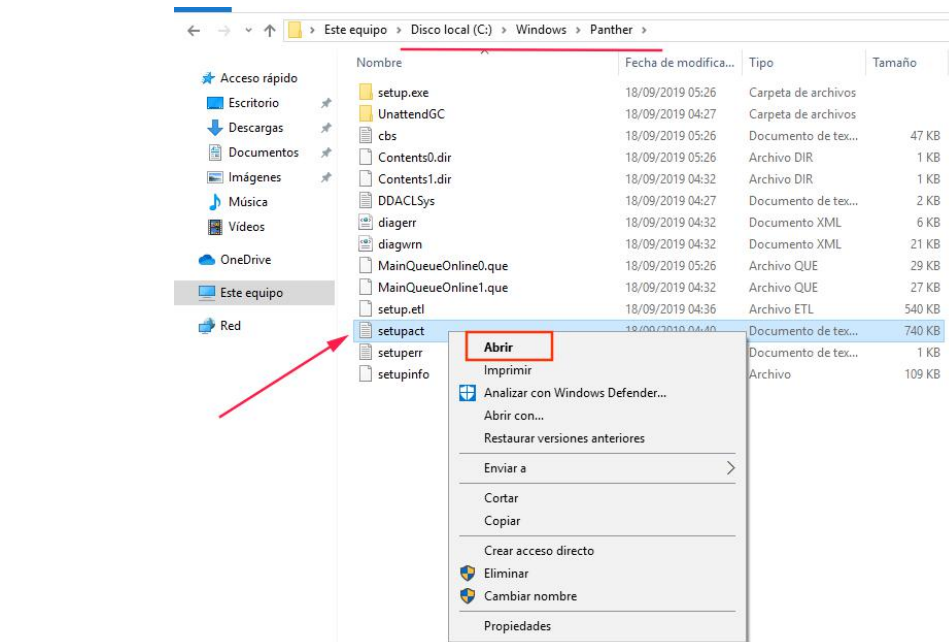 Este equipo > Disco local (C:) > Windows > Panther >
Nombre Fecha de modifica... Tipo Tamaño
Acceso rápido
Escritorio
Descargas
Documentos
Imágenes
Música
Vídeos
OneDrive
Este equipo
Red
setup.exe 18/09/2019 05:26 Carpeta de archivos
UnattendGC 18/09/2019 04:27 Carpeta de archivos
cbs 18/09/2019 05:26 Documento de tex... 47 KB
Contents0.dir 18/09/2019 05:26 Archivo DIR 1 KB
Contents1.dir 18/09/2019 04:32 Archivo DIR 1 KB
DDACLSys 18/09/2019 04:27 Documento de tex... 2 KB
diagerr 18/09/2019 04:32 Documento XML 6 KB
diagwrn 18/09/2019 04:32 Documento XML 21 KB
MainQueueOnline0.que 18/09/2019 05:26 Archivo QUE 29 KB
MainQueueOnline1.que 18/09/2019 04:32 Archivo QUE 27 KB
setup.etl 18/09/2019 04:36 Archivo ETL 540 KB
setupact 18/09/2019 04:40 Documento de tex... 740 KB
setuperr Documento de tex... 1 KB
setupinfo Archivo 109 KB
Abrir
Imprimir
Analizar con Windows Defender...
Abrir con...
Restaurar versiones anteriores
Enviar a
Cortar
Copiar
Crear acceso directo
Eliminar
Cambiar nombre
Propiedades